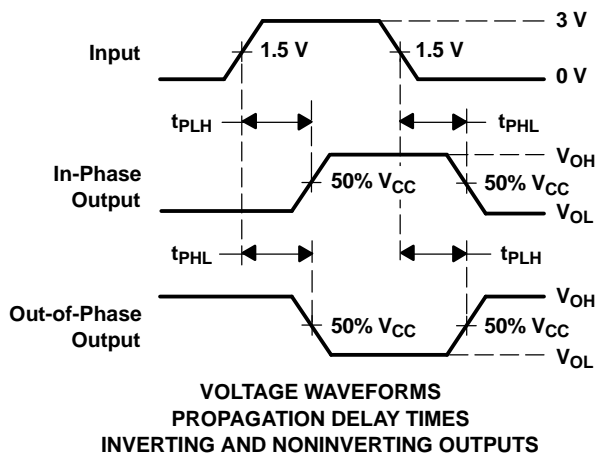 3 V
Input
1.5 V
1.5 V
0 V
tPLH
tPHL
VOH
In-Phase
Output
50% VCC
50% VCC
VOL
tPHL
tPLH
VOH
Out-of-Phase
Output
50% VCC
50% VCC
VOL
VOLTAGE WAVEFORMS
PROPAGATION DELAY TIMES
INVERTING AND NONINVERTING OUTPUTS